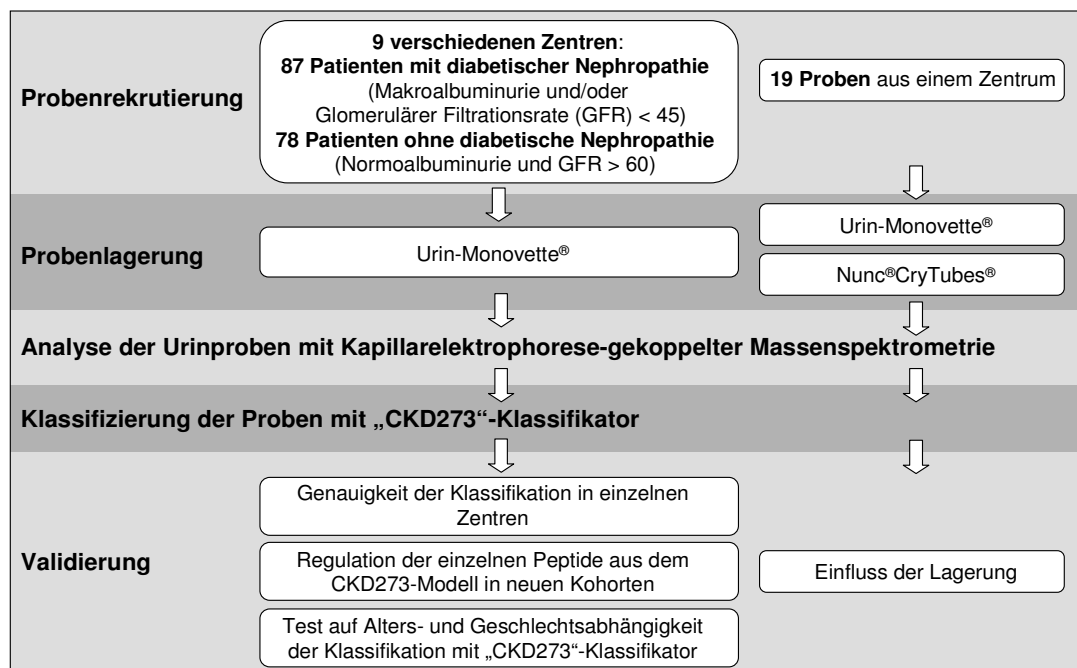 Probenrekrutierung
9 verschiedenen Zentren:
87 Patienten mit diabetischer Nephropathie
(Makroalbuminurie und/oder
Glomerulärer Filtrationsrate (GFR) < 45)
78 Patienten ohne diabetische Nephropathie
(Normoalbuminurie und GFR > 60)
19 Proben aus einem Zentrum
Probenlagerung
Urin-Monovette®
Urin-Monovette®
Nunc®CryTubes®
Analyse der Urinproben mit Kapillarelektrophorese-gekoppelter Massenspektrometrie
Klassifizierung der Proben mit „CKD273“-Klassifikator
Validierung
Genauigkeit der Klassifikation in einzelnen
Zentren
Regulation der einzelnen Peptide aus dem
CKD273-Modell in neuen Kohorten
Test auf Alters- und Geschlechtsabhängigkeit
der Klassifikation mit „CKD273“-Klassifikator
Einfluss der Lagerung